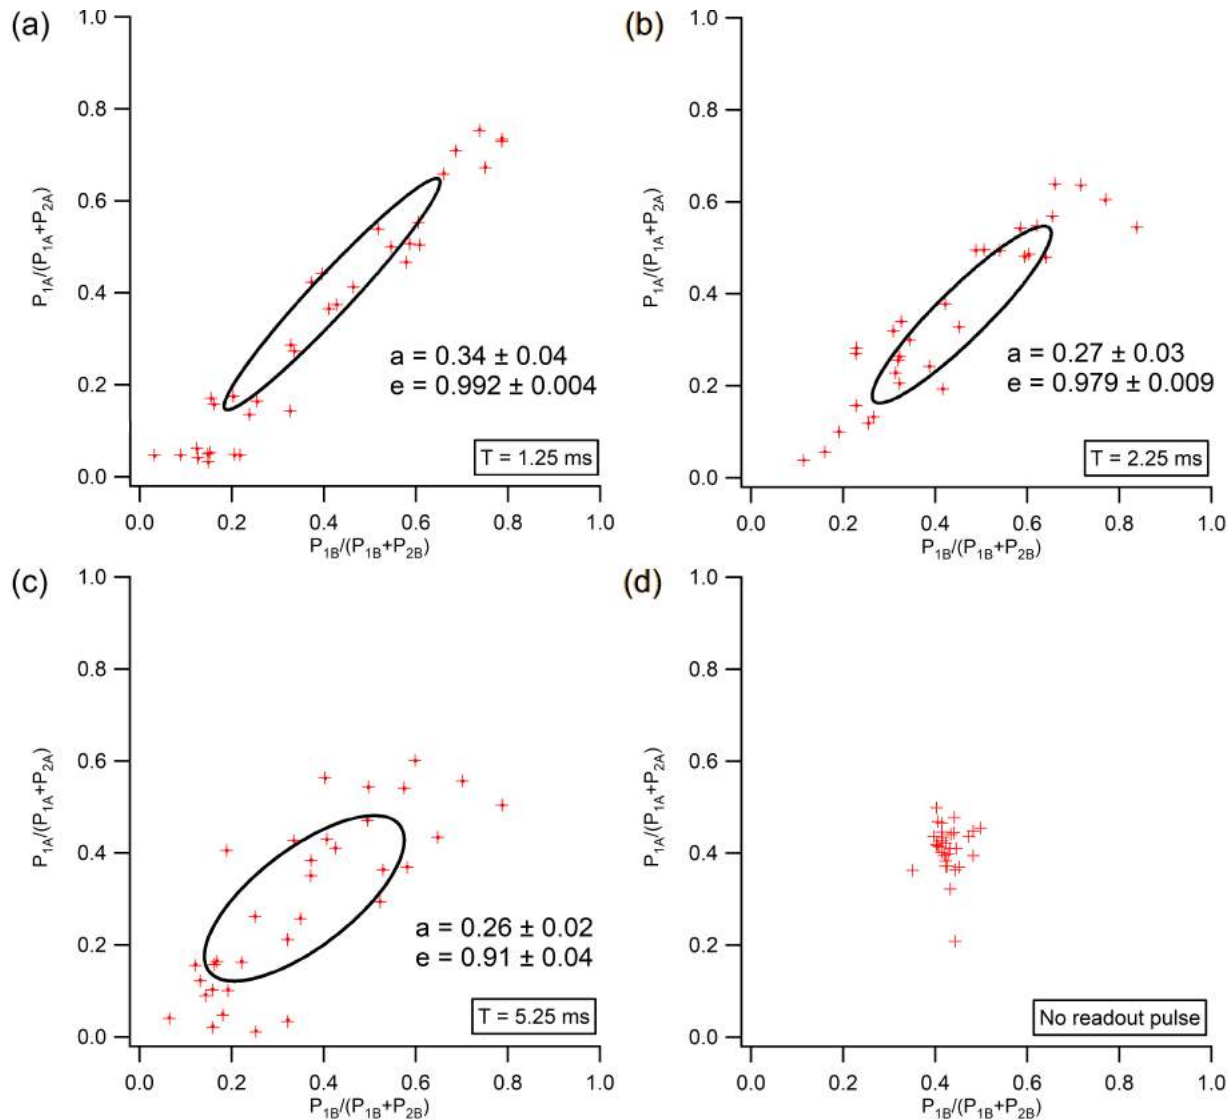 (a)
1.0
0.8
0.6
0.4
0.2
0.0
P1A/(P1A+P2A)
a = 0.34 ± 0.04
e = 0.992 ± 0.004
T = 1.25 ms
0.0 0.2 0.4 0.6 0.8 1.0
P1B/(P1B+P2B)
(b)
1.0
0.8
0.6
0.4
0.2
0.0
P1A/(P1A+P2A)
a = 0.27 ± 0.03
e = 0.979 ± 0.009
T = 2.25 ms
0.0 0.2 0.4 0.6 0.8 1.0
P1B/(P1B+P2B)
(c)
1.0
0.8
0.6
0.4
0.2
0.0
P1A/(P1A+P2A)
a = 0.26 ± 0.02
e = 0.91 ± 0.04
T = 5.25 ms
0.0 0.2 0.4 0.6 0.8 1.0
P1B/(P1B+P2B)
(d)
1.0
0.8
0.6
0.4
0.2
0.0
P1A/(P1A+P2A)
No readout pulse
0.0 0.2 0.4 0.6 0.8 1.0
P1B/(P1B+P2B)